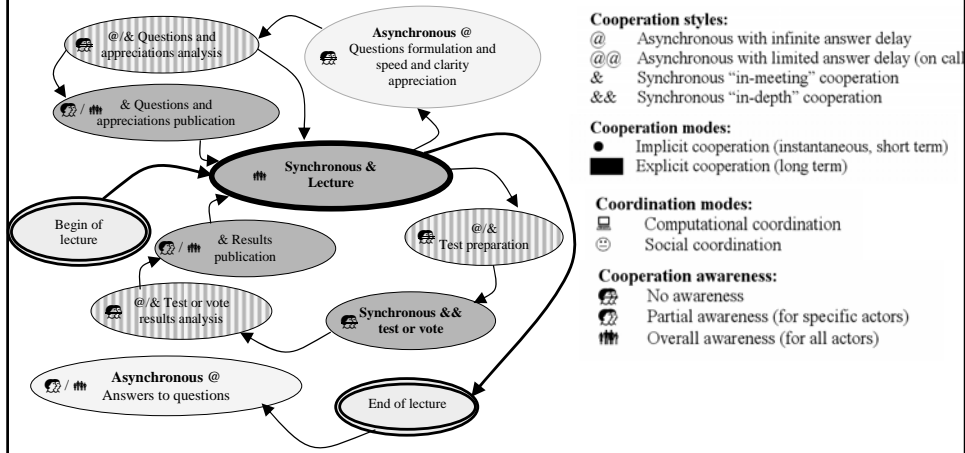 @/& Questions and
appreciations analysis
Asynchronous @
Questions formulation and
speed and clarity
appreciation
/ & Questions and
appreciations publication
Synchronous &
Lecture
Begin of
lecture
@/&
Test preparation
/ & Results
publication
@/& Test or vote
results analysis
Synchronous &&
test or vote
/ Asynchronous @
Answers to questions
End of lecture
Cooperation styles:
@ Asynchronous with infinite answer delay
@@ Asynchronous with limited answer delay (on call
& Synchronous “in-meeting” cooperation
&& Synchronous “in-depth” cooperation
Cooperation modes:
Implicit cooperation (instantaneous, short term)
Explicit cooperation (long term)
Coordination modes:
Computational coordination
Social coordination
Cooperation awareness:
No awareness
Partial awareness (for specific actors)
Overall awareness (for all actors)